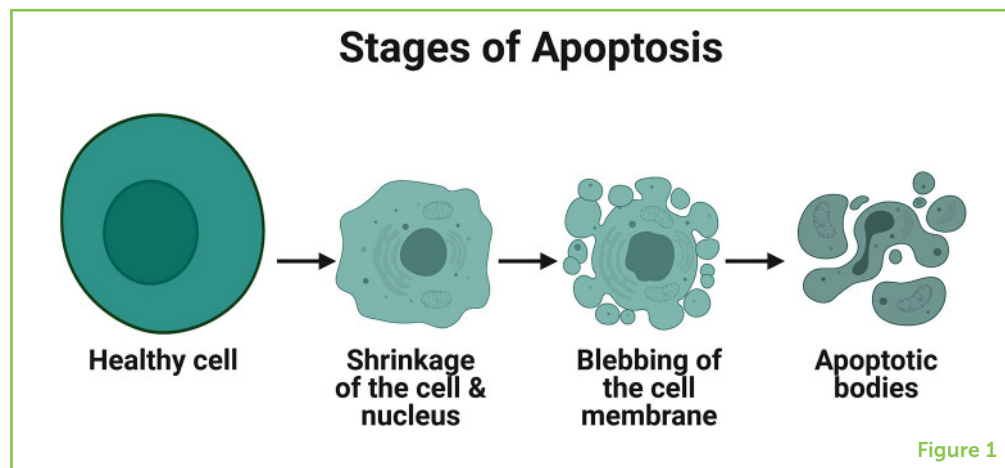 Stages of Apoptosis
Healthy cell
Shrinkage
of the cell &
nucleus
Blebbing of
the cell
membrane
Apoptotic
bodies
Figure 1